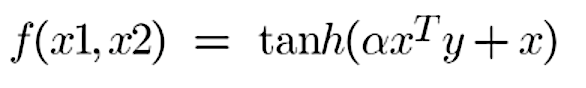 f(x1, x2) = tanh(αx^T y + x)